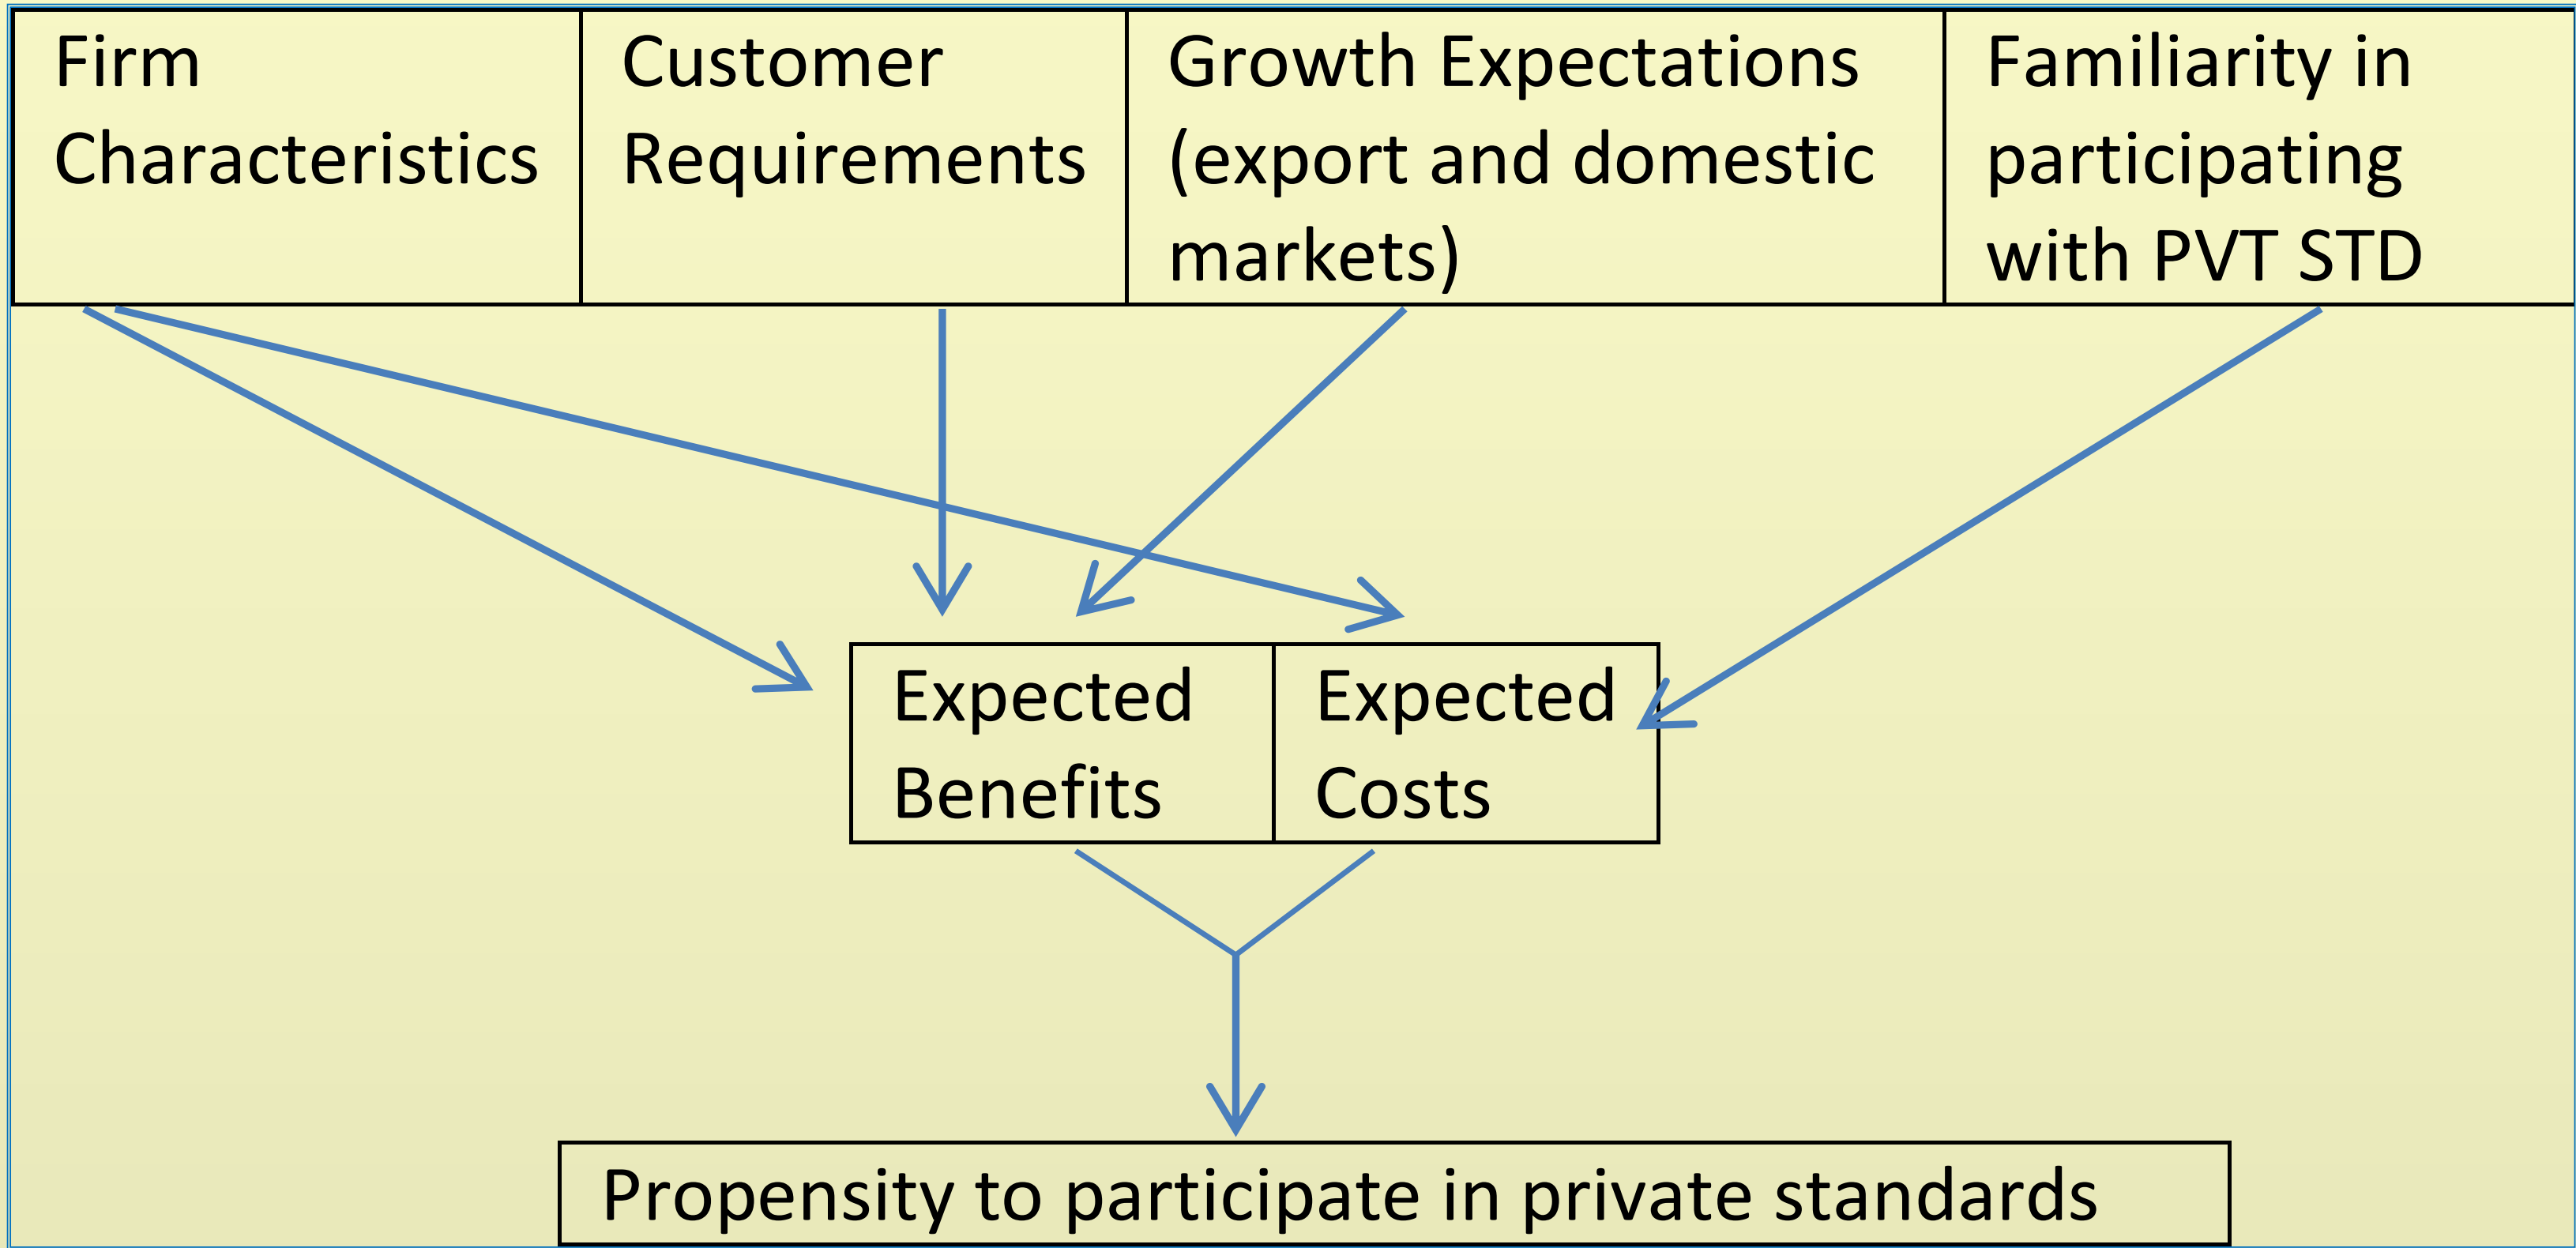 Firm
Characteristics
Customer
Requirements
Growth Expectations
(export and domestic
markets)
Familiarity in
participating
with PVT STD
Expected
Benefits
Expected
Costs
Propensity to participate in private standards